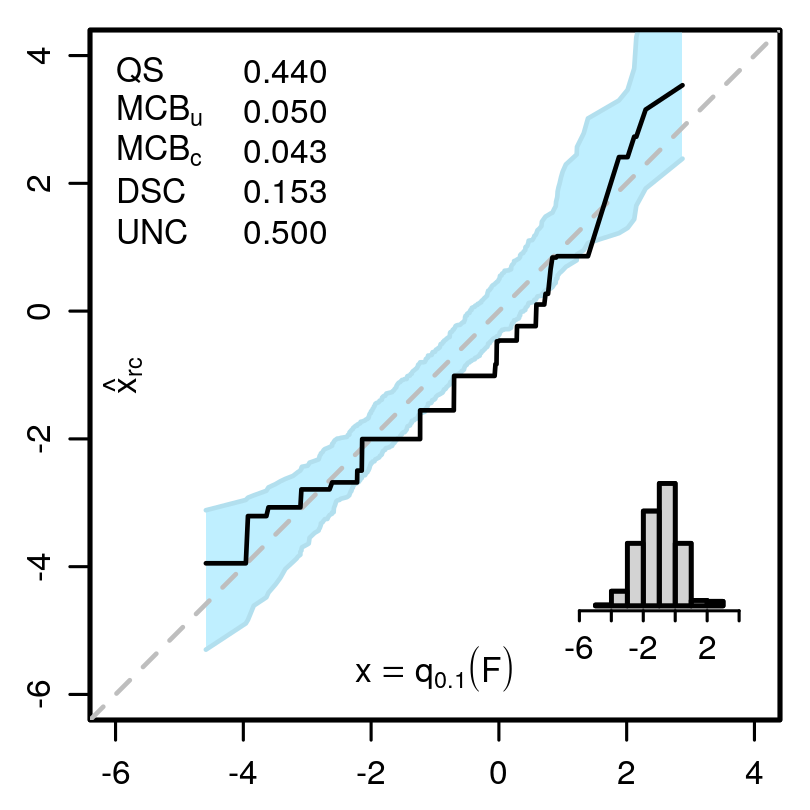 QS 0.440
MCBu 0.050
MCBc 0.043
DSC 0.153
UNC 0.500
4
2
0
-2
-4
-6
x̂rc
x = q0.1(F)
-6 -2 2
-6 -4 -2 0 2 4